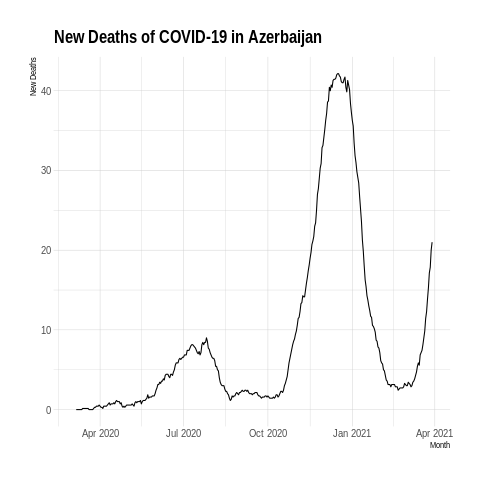 New Deaths of COVID-19 in Azerbaijan
New Deaths
40
30
20
10
0
Apr 2020 Jul 2020 Oct 2020 Jan 2021 Apr 2021
Month